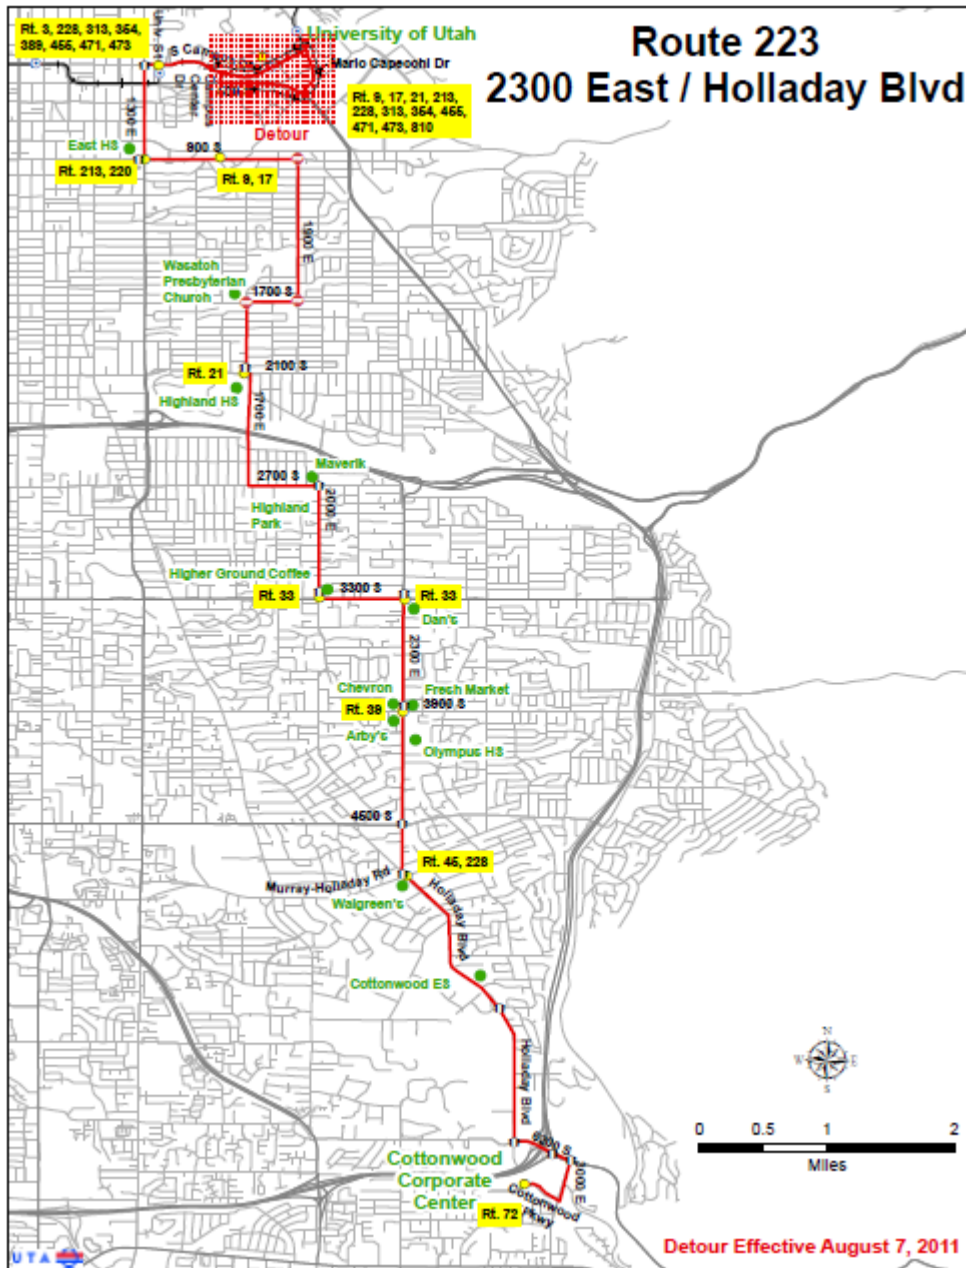 Route 223
2300 East / Holladay Blvd
Rt. 3, 228, 313, 354,
389, 455, 471, 473
Univ St
University of Utah
Mario Capecchi Dr
Rt. 9, 17, 21, 213,
228, 313, 354, 455,
471, 473, 810
Detour
1300 E
East HS
900 S
Rt. 213, 220
Rt. 9, 17
1900 E
Wasatch
Presbyterian
Church
1700 S
Rt. 21
2100 S
Highland HS
1700 E
Maverik
2700 S
2000 E
Highland
Park
Higher Ground Coffee
3300 S
Rt. 33
Rt. 33
Dan's
2300 E
Chevron
Fresh Market
Rt. 39
3900 S
Arby's
Olympus HS
4500 S
Rt. 45, 228
Murray-Holladay Rd
Holladay Blvd
Walgreen's
Cottonwood ES
Holladay Blvd
N
W E
S
0 0.5 1 2
Miles
3000 E
Cottonwood
Corporate
Center
Cottonwood
Pkwy
Rt. 72
Detour Effective August 7, 2011
UTA